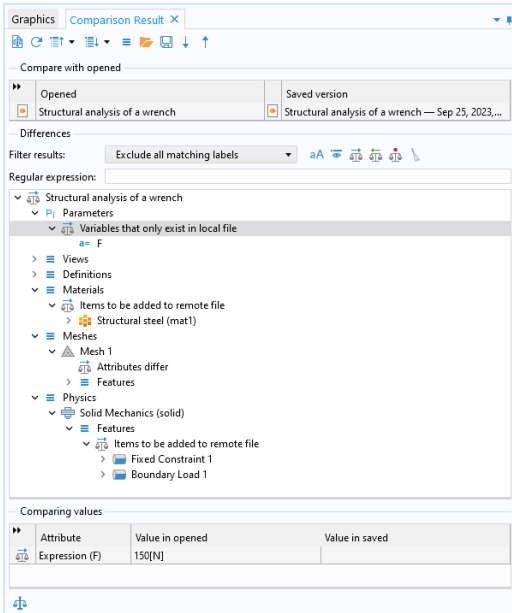 Graphics Comparison Result
Compare with opened
Opened Saved version
Structural analysis of a wrench Structural analysis of a wrench — Sep 25, 2023,...
Differences
Filter results: Exclude all matching labels aA
Regular expression:
Structural analysis of a wrench
Pi Parameters
Variables that only exist in local file
a= F
Views
Definitions
Materials
Items to be added to remote file
Structural steel (mat1)
Meshes
Mesh 1
Attributes differ
Features
Physics
Solid Mechanics (solid)
Features
Items to be added to remote file
Fixed Constraint 1
Boundary Load 1
Comparing values
Attribute Value in opened Value in saved
Expression (F) 150[N]